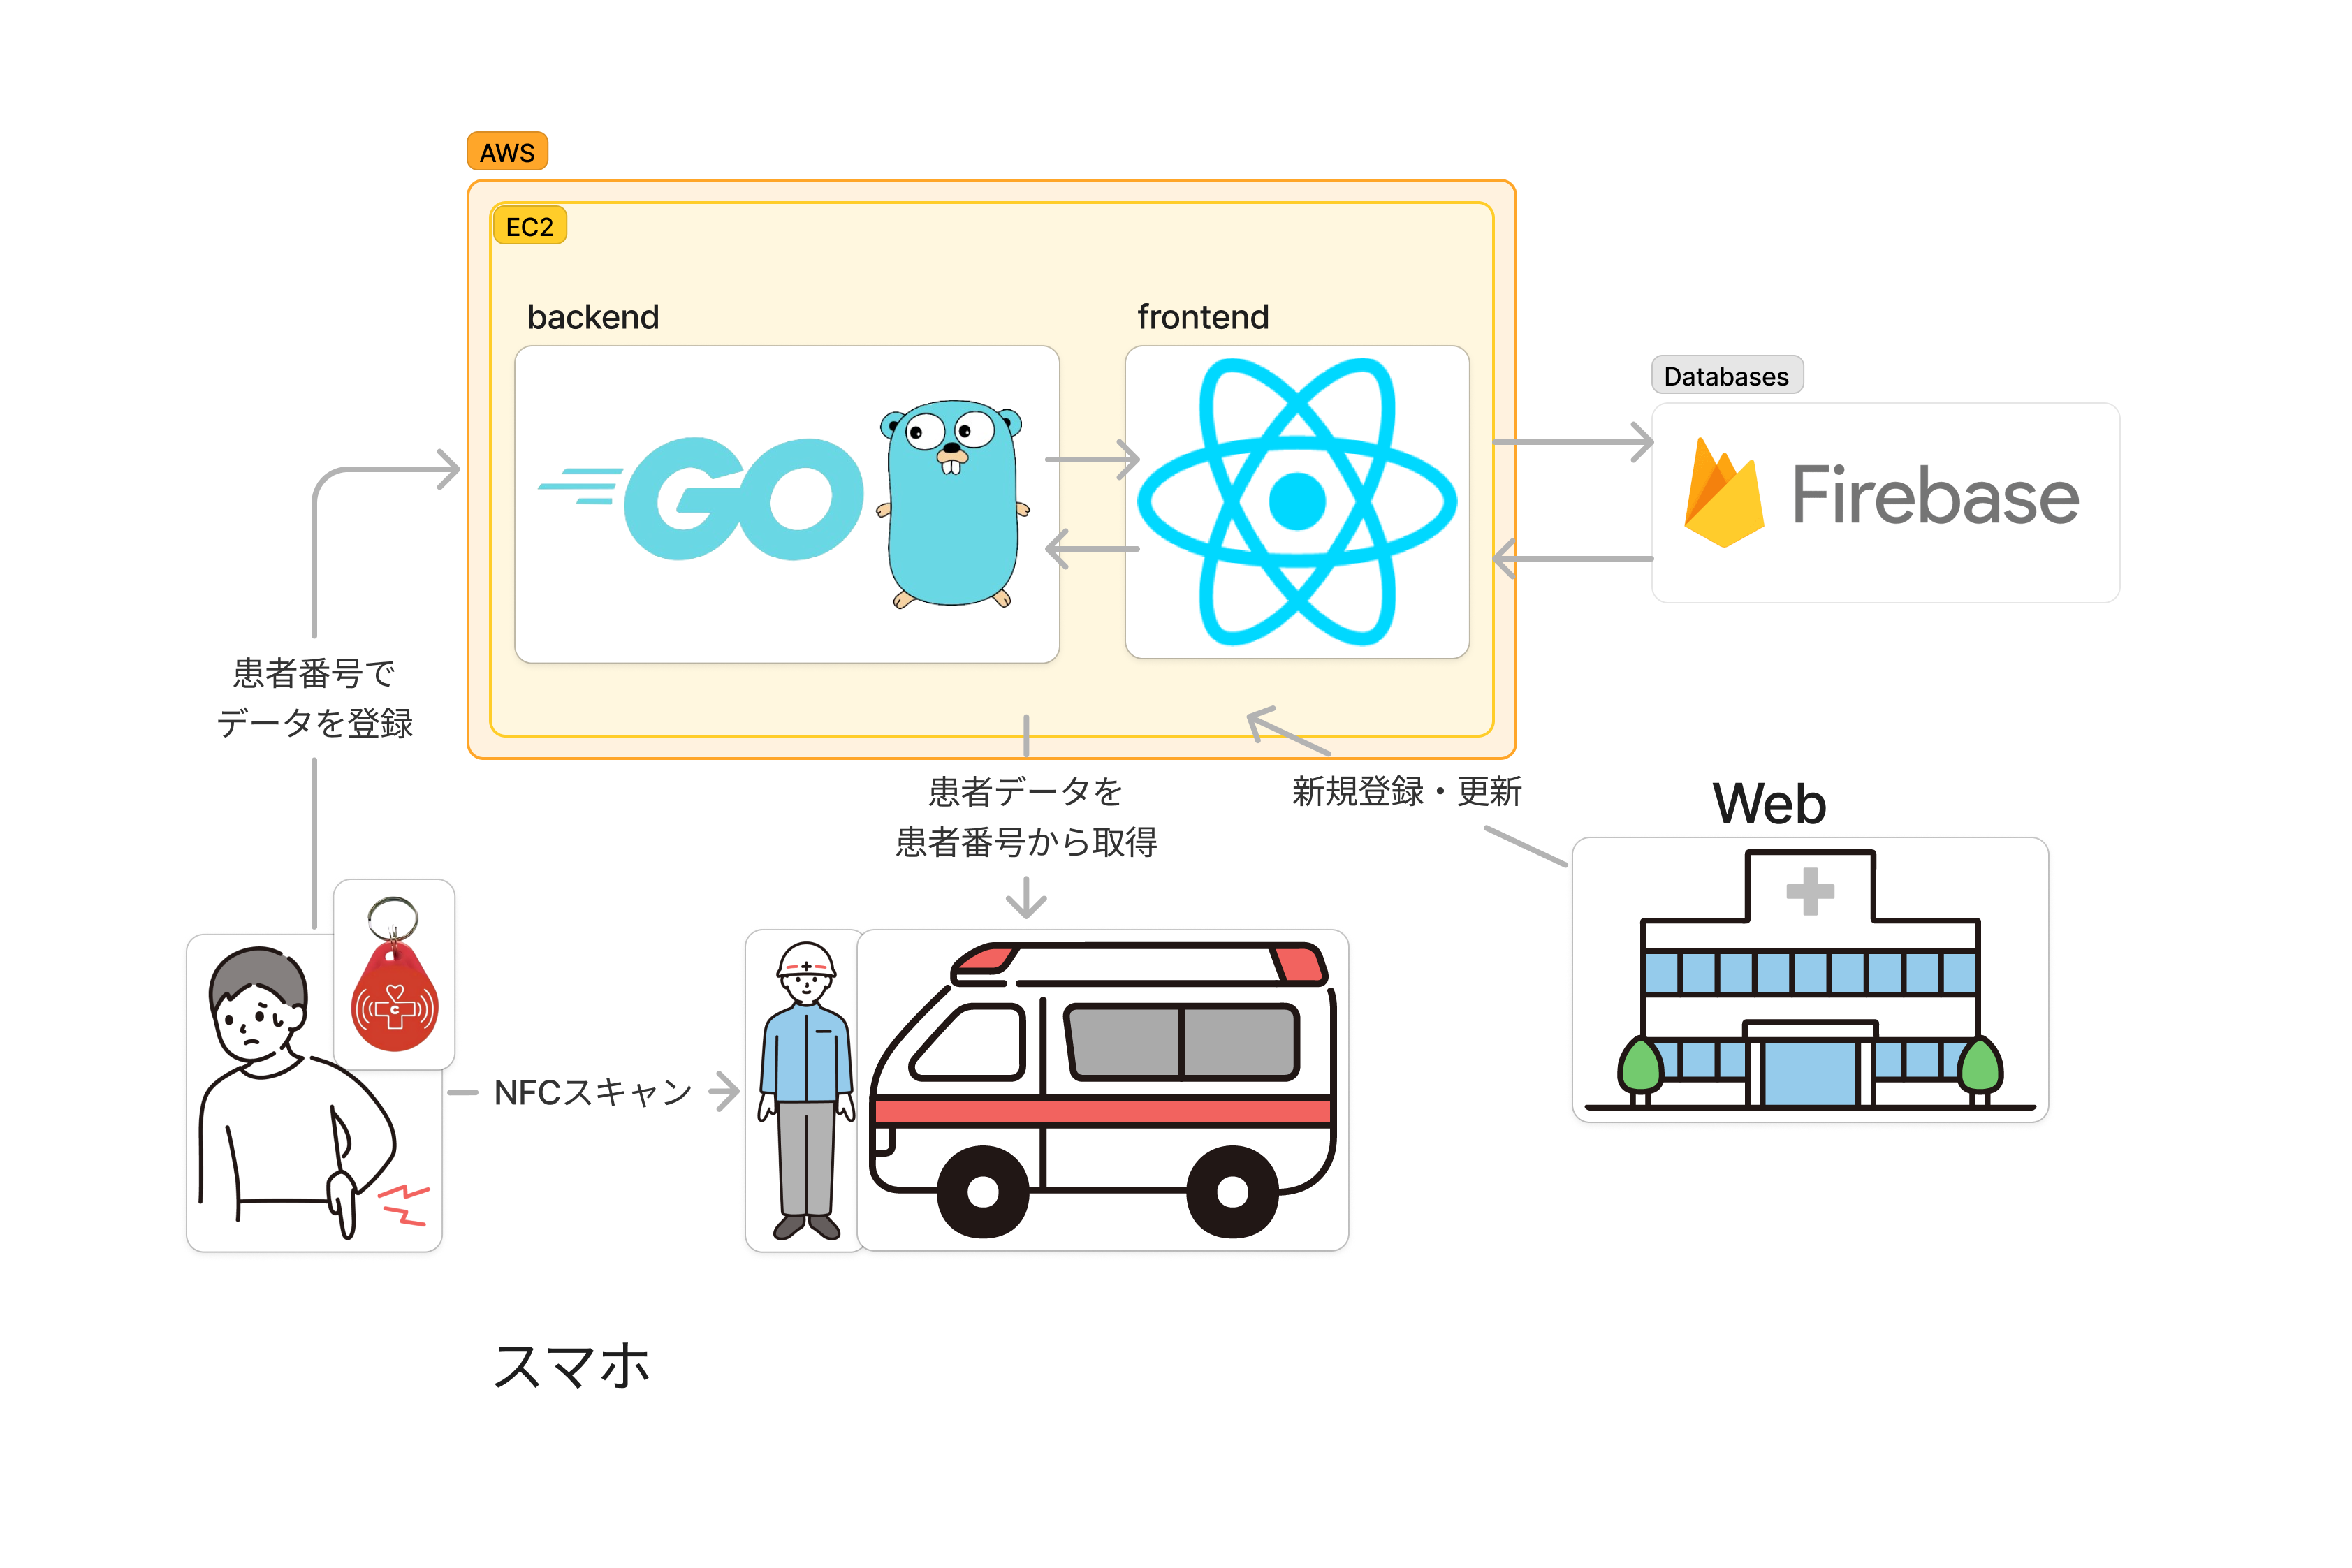 AWS
EC2
backend
frontend
GO
Databases
Firebase
患者番号で
データを登録
患者データを
患者番号から取得
新規登録・更新
Web
C
NFCスキャン
スマホ